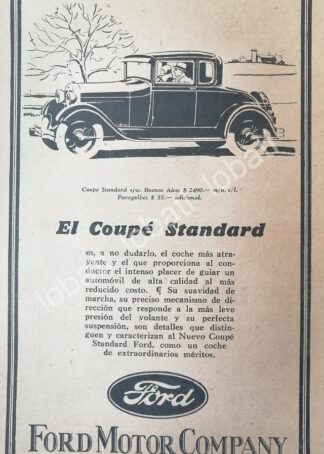 Coupe Standard s/w. Buenos Aires $ 2490.— m/n. c/l.
Paragolpes $ 55.— adicional.
El Coupé Standard
es, a no dudarlo, el coche más atra-
yente y el que proporciona al con-
ductor el intenso placer de guiar un
automóvil de alta calidad al más
reducido costo. ¶ Su suavidad de
marcha, su preciso mecanismo de di-
rección que responde a la más leve
presión del volante y su perfecta
suspensión, son detalles que distin-
guen y caracterizan al Nuevo Coupé
Standard Ford, como un coche
de extraordinarios méritos.
Ford
FORD MOTOR COMPANY